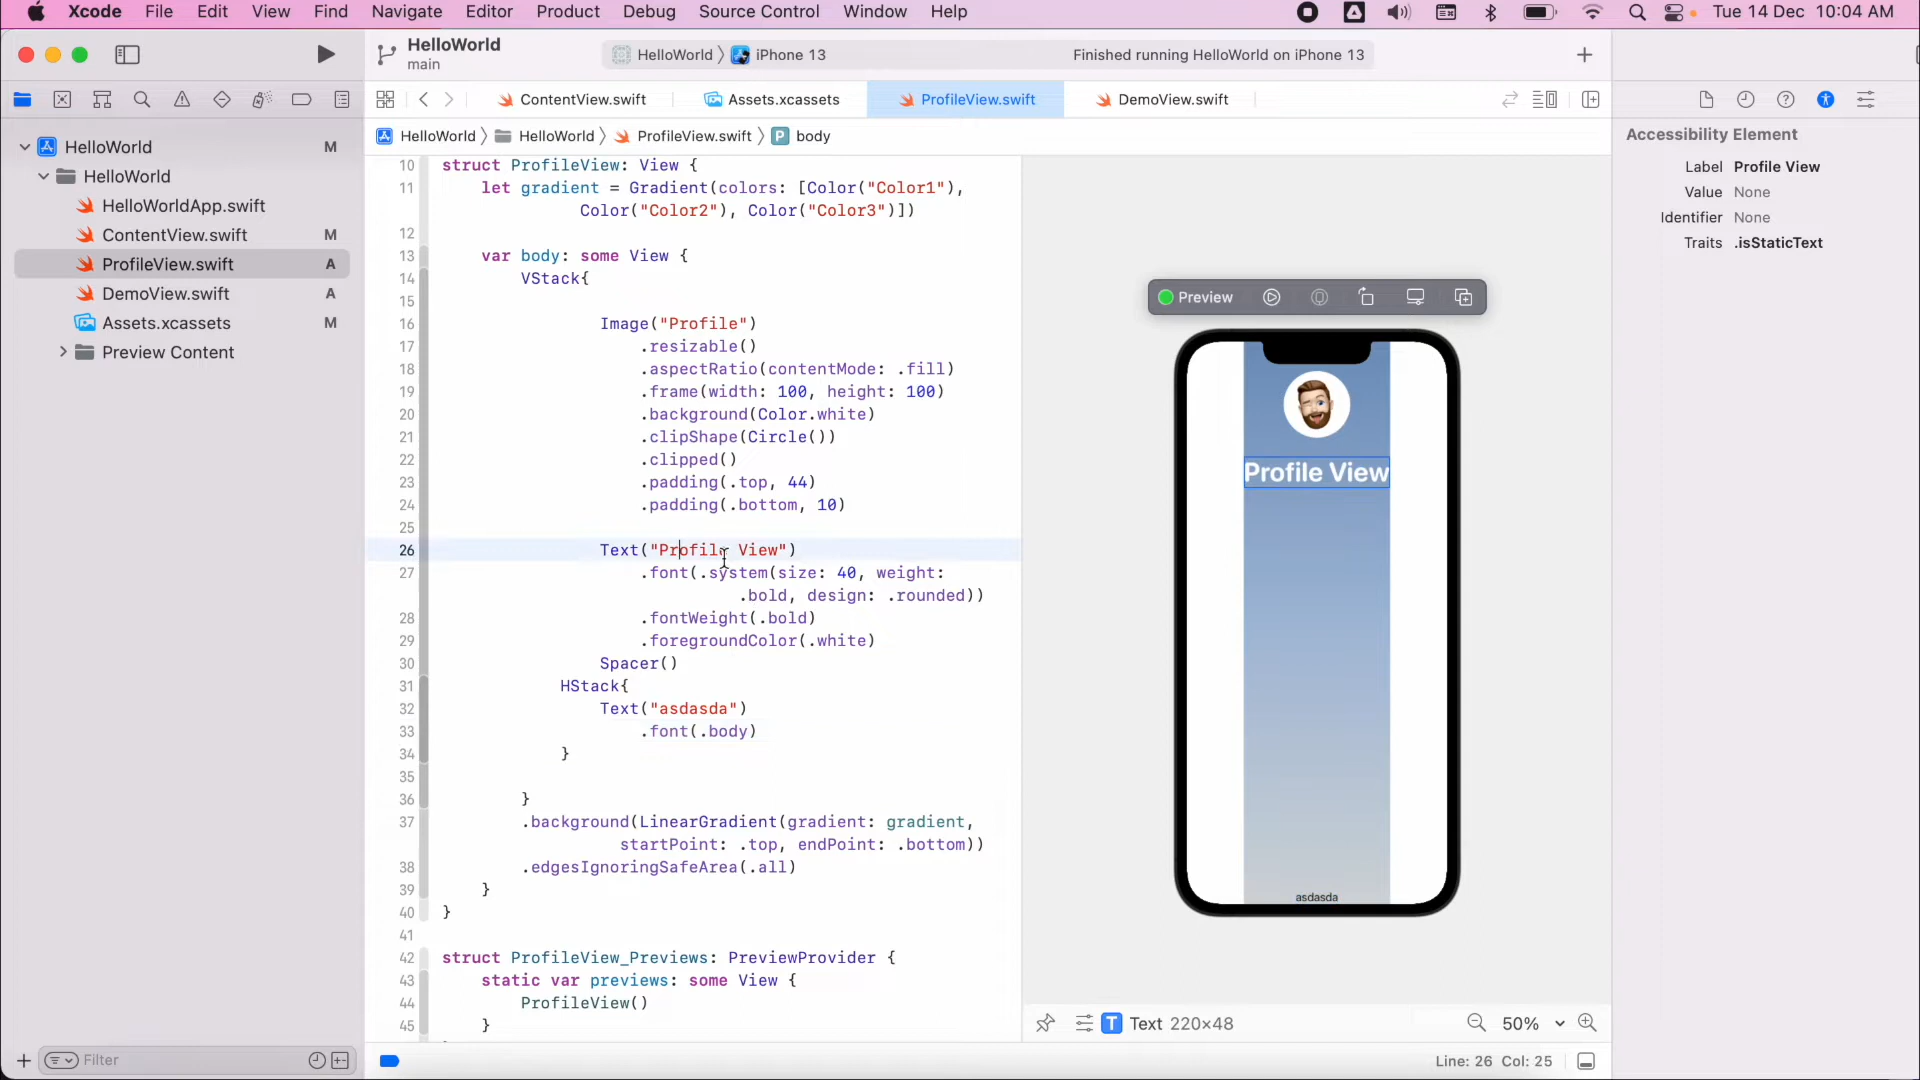 Xcode File Edit View Find Navigate Editor Product Debug Source Control Window Help Tue 14 Dec 10:04 AM
HelloWorld
main
HelloWorld iPhone 13 Finished running HelloWorld on iPhone 13
ContentView.swift Assets.xcassets ProfileView.swift DemoView.swift
HelloWorld HelloWorld ProfileView.swift P body
HelloWorld M
HelloWorld
HelloWorldApp.swift
ContentView.swift M
ProfileView.swift A
DemoView.swift A
Assets.xcassets M
Preview Content
Filter
10 struct ProfileView: View {
11 let gradient = Gradient(colors: [Color("Color1"),
Color("Color2"), Color("Color3")])
12
13 var body: some View {
14 VStack{
15
16 Image("Profile")
17 .resizable()
18 .aspectRatio(contentMode: .fill)
19 .frame(width: 100, height: 100)
20 .background(Color.white)
21 .clipShape(Circle())
22 .clipped()
23 .padding(.top, 44)
24 .padding(.bottom, 10)
25
26 Text("Profile View")
27 .font(.system(size: 40, weight:
.bold, design: .rounded))
28 .fontWeight(.bold)
29 .foregroundColor(.white)
30 Spacer()
31 HStack{
32 Text("asdasda")
33 .font(.body)
34 }
35
36 }
37 .background(LinearGradient(gradient: gradient,
startPoint: .top, endPoint: .bottom))
38 .edgesIgnoringSafeArea(.all)
39 }
40 }
41
42 struct ProfileView_Previews: PreviewProvider {
43 static var previews: some View {
44 ProfileView()
45 }
Preview
Profile View
asdasda
T Text 220×48
50%
Line: 26 Col: 25
Accessibility Element
Label Profile View
Value None
Identifier None
Traits .isStaticText